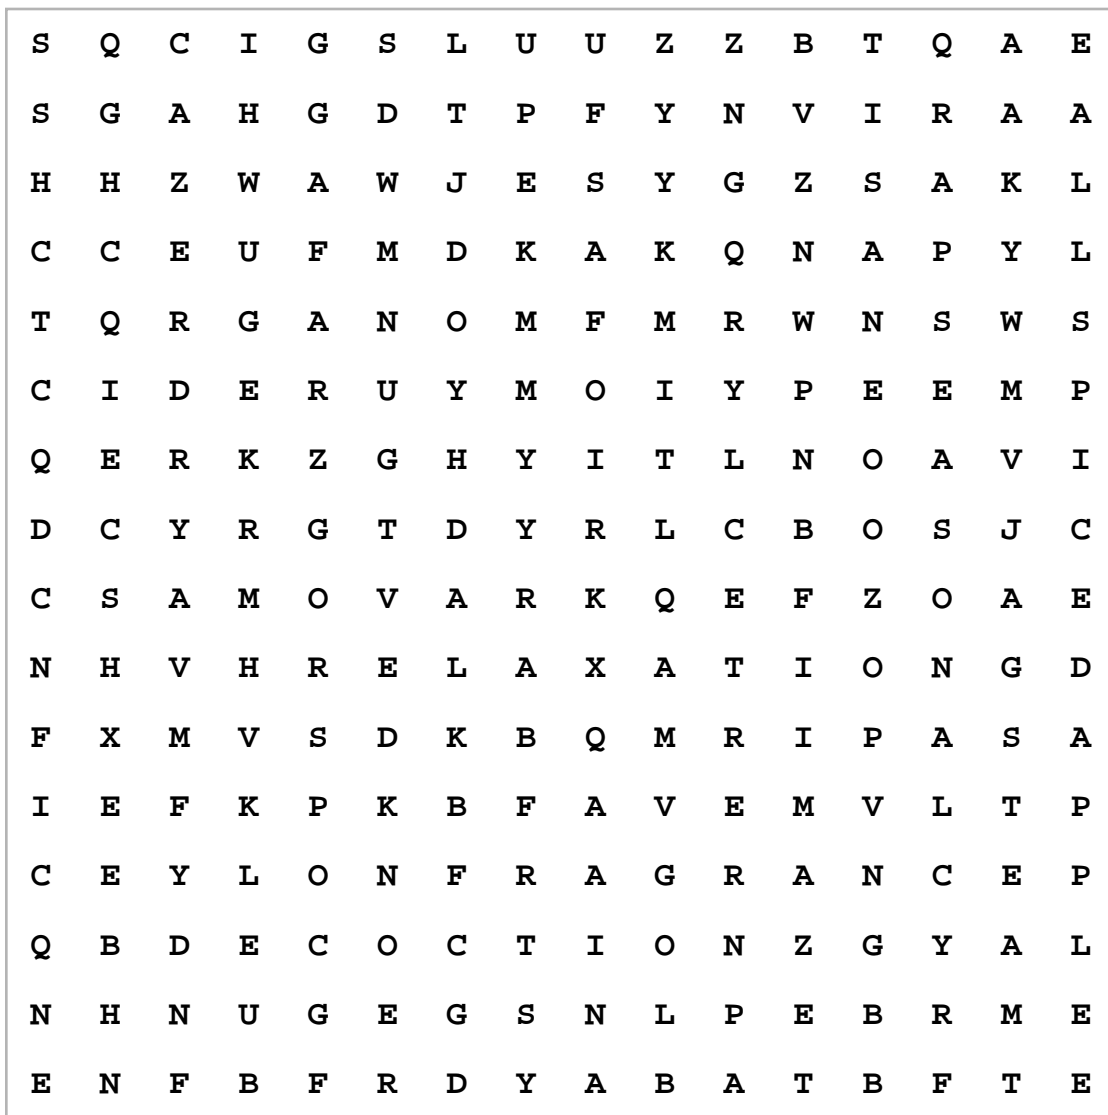 S Q C I G S L U U Z Z B T Q A E
S G A H G D T P F Y N V I R A A
H H Z W A W J E S Y G Z S A K L
C C E U F M D K A K Q N A P Y L
T Q R G A N O M F M R W N S W S
C I D E R U Y M O I Y P E E M P
Q E R K Z G H Y I T L N O A V I
D C Y R G T D Y R L C B O S J C
C S A M O V A R K Q E F Z O A E
N H V H R E L A X A T I O N G D
F X M V S D K B Q M R I P A S A
I E F K P K B F A V E M V L T P
C E Y L O N F R A G R A N C E P
Q B D E C O C T I O N Z G Y A L
N H N U G E G S N L P E B R M E
E N F B F R D Y A B A T B F T E